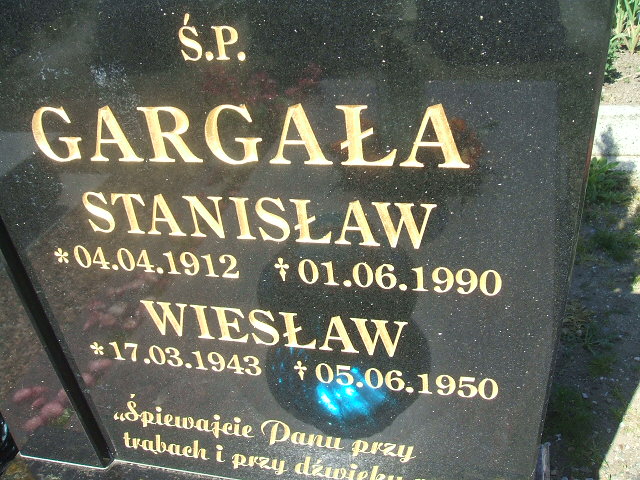 Ś.P.
GARGAŁA
STANISŁAW
*04.04.1912 †01.06.1990
WIESŁAW
*17.03.1943 †05.06.1950
„Śpiewajcie Panu przy
trąbach i przy dźwięku